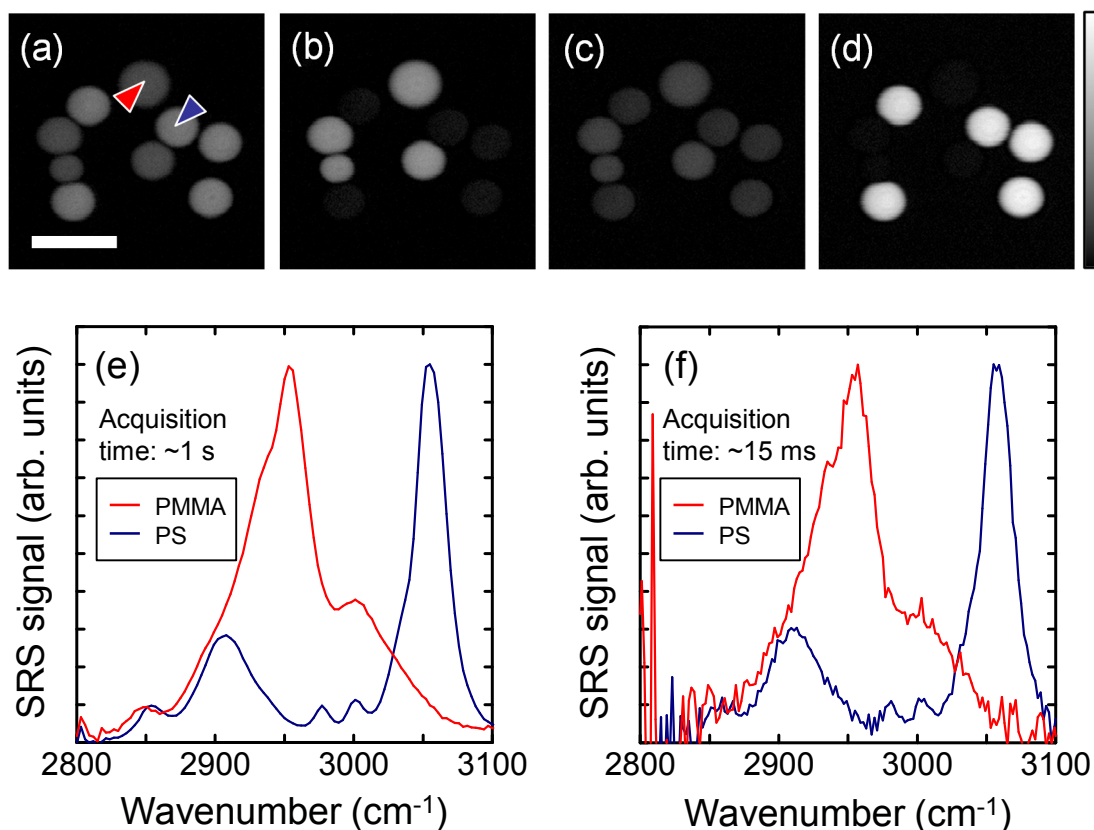 (a)
(b)
(c)
(d)
(e)
Acquisition
time: ~1 s
PMMA
PS
SRS signal (arb. units)
2800 2900 3000 3100
Wavenumber (cm-1)
(f)
Acquisition
time: ~15 ms
PMMA
PS
SRS signal (arb. units)
2800 2900 3000 3100
Wavenumber (cm-1)